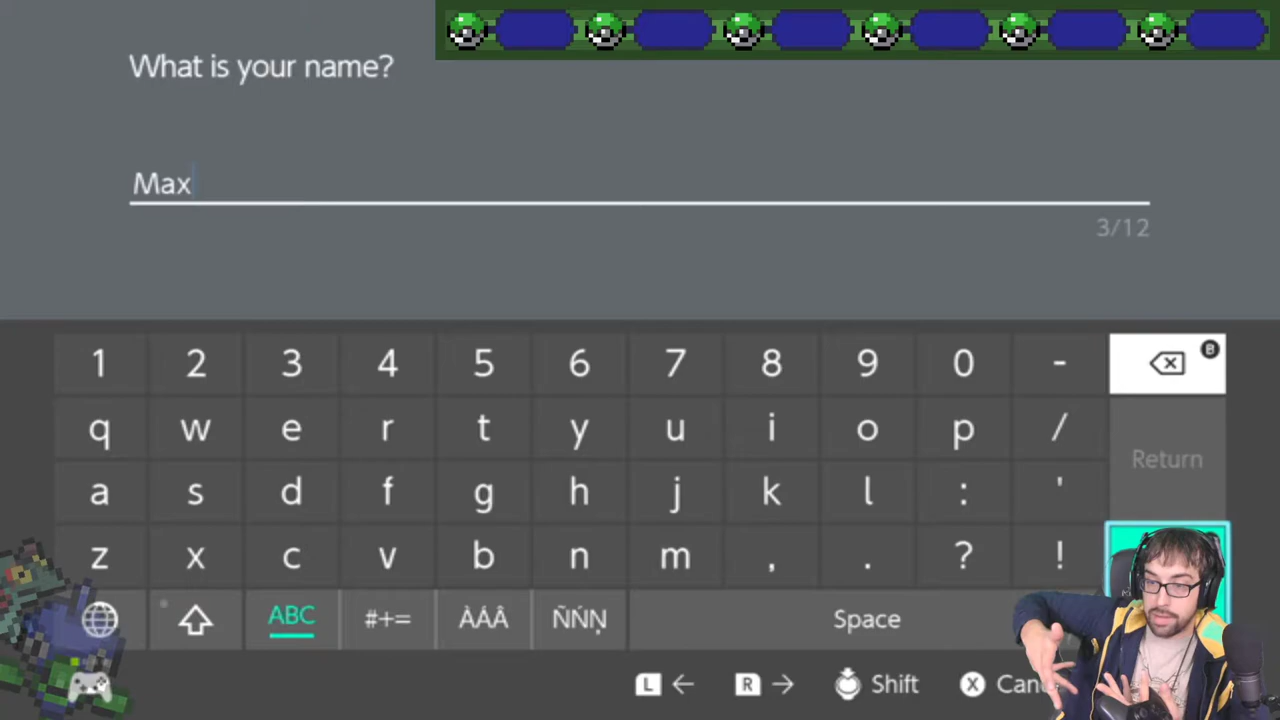 What is your name?
Max
3/12
1 2 3 4 5 6 7 8 9 0 -
B
q w e r t y u i o p /
Return
a s d f g h j k l : '
z x c v b n m , . ? !
ABC #+= ÀÁÂ ÑŃŅ Space
L ← R → Shift X Canc